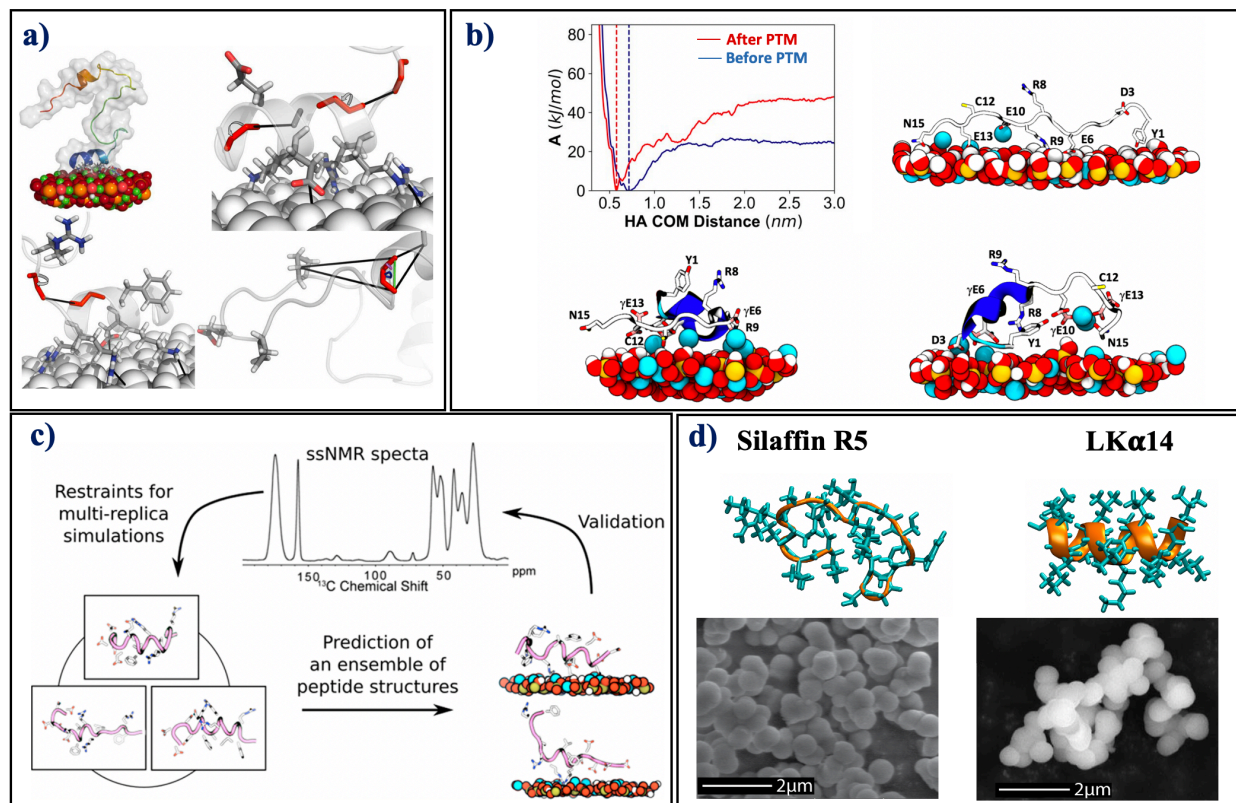 a)
b)
80
60
40
20
0
A (kJ/mol)
After PTM
Before PTM
0.5 1.0 1.5 2.0 2.5 3.0
HA COM Distance (nm)
R8
D3
C12
E10
N15
E13
R9
E6
Y1
Y1
R8
γE13
γE6
N15
R9
C12
R9
C12
γE6
γE13
R8
γE10
D3
Y1
N15
c)
ssNMR specta
Restraints for
multi-replica
simulations
Validation
150 100 50 ppm
¹³C Chemical Shift
Prediction of
an ensemble of
peptide structures
d)
Silaffin R5
LKα14
2μm
2μm